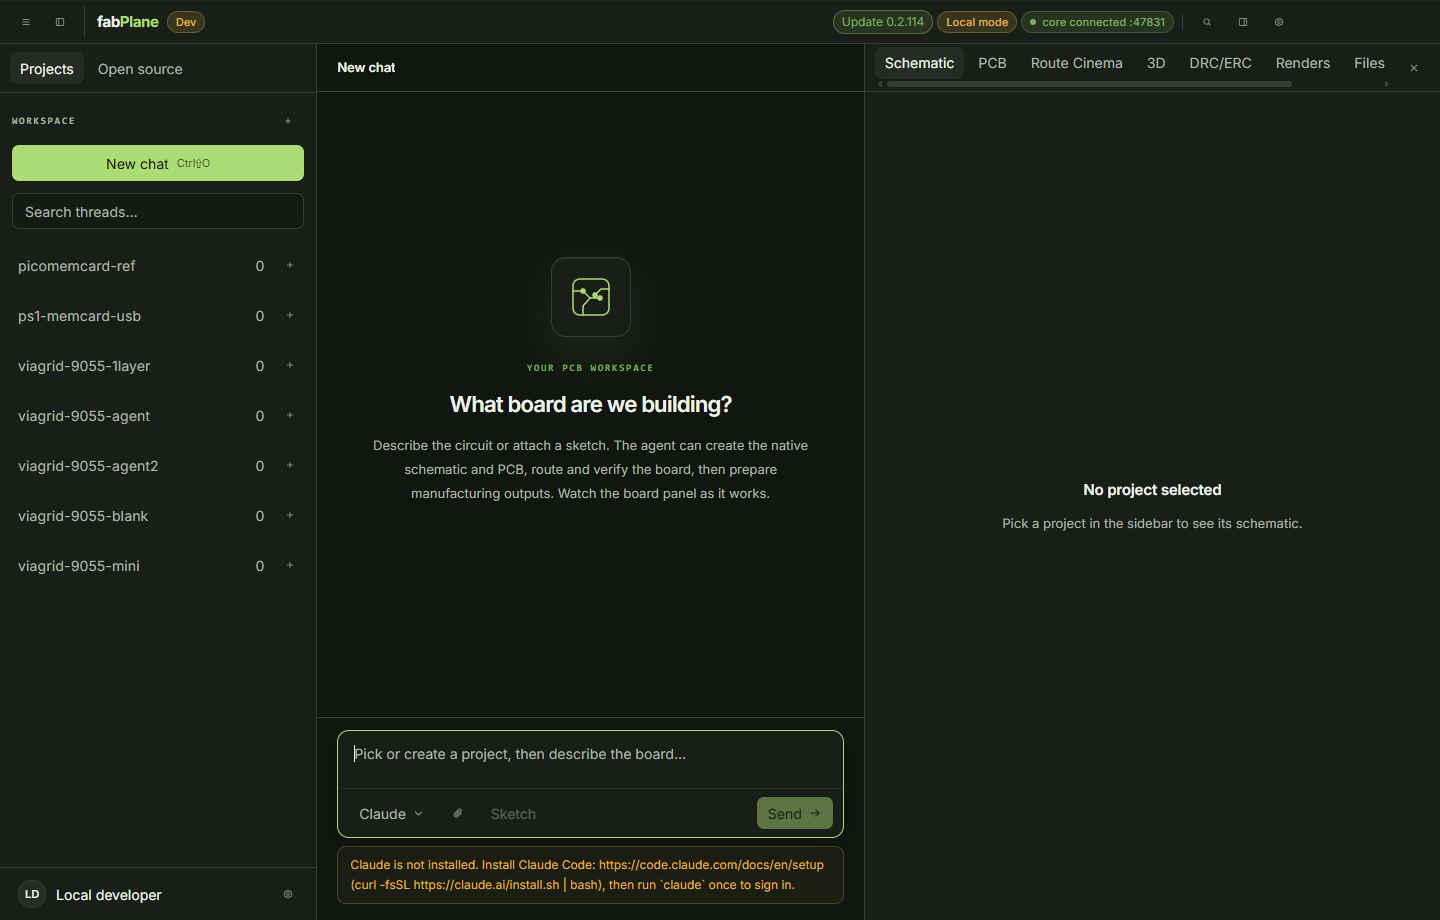 fabPlane Dev
Update 0.2.114 Local mode core connected :47831
Projects Open source
WORKSPACE +
New chat Ctrl⇧O
Search threads...
picomemcard-ref 0 +
ps1-memcard-usb 0 +
viagrid-9055-1layer 0 +
viagrid-9055-agent 0 +
viagrid-9055-agent2 0 +
viagrid-9055-blank 0 +
viagrid-9055-mini 0 +
LD Local developer
New chat
YOUR PCB WORKSPACE
What board are we building?
Describe the circuit or attach a sketch. The agent can create the native
schematic and PCB, route and verify the board, then prepare
manufacturing outputs. Watch the board panel as it works.
Pick or create a project, then describe the board...
Claude Sketch Send →
Claude is not installed. Install Claude Code: https://code.claude.com/docs/en/setup
(curl -fsSL https://claude.ai/install.sh | bash), then run `claude` once to sign in.
Schematic PCB Route Cinema 3D DRC/ERC Renders Files ×
No project selected
Pick a project in the sidebar to see its schematic.